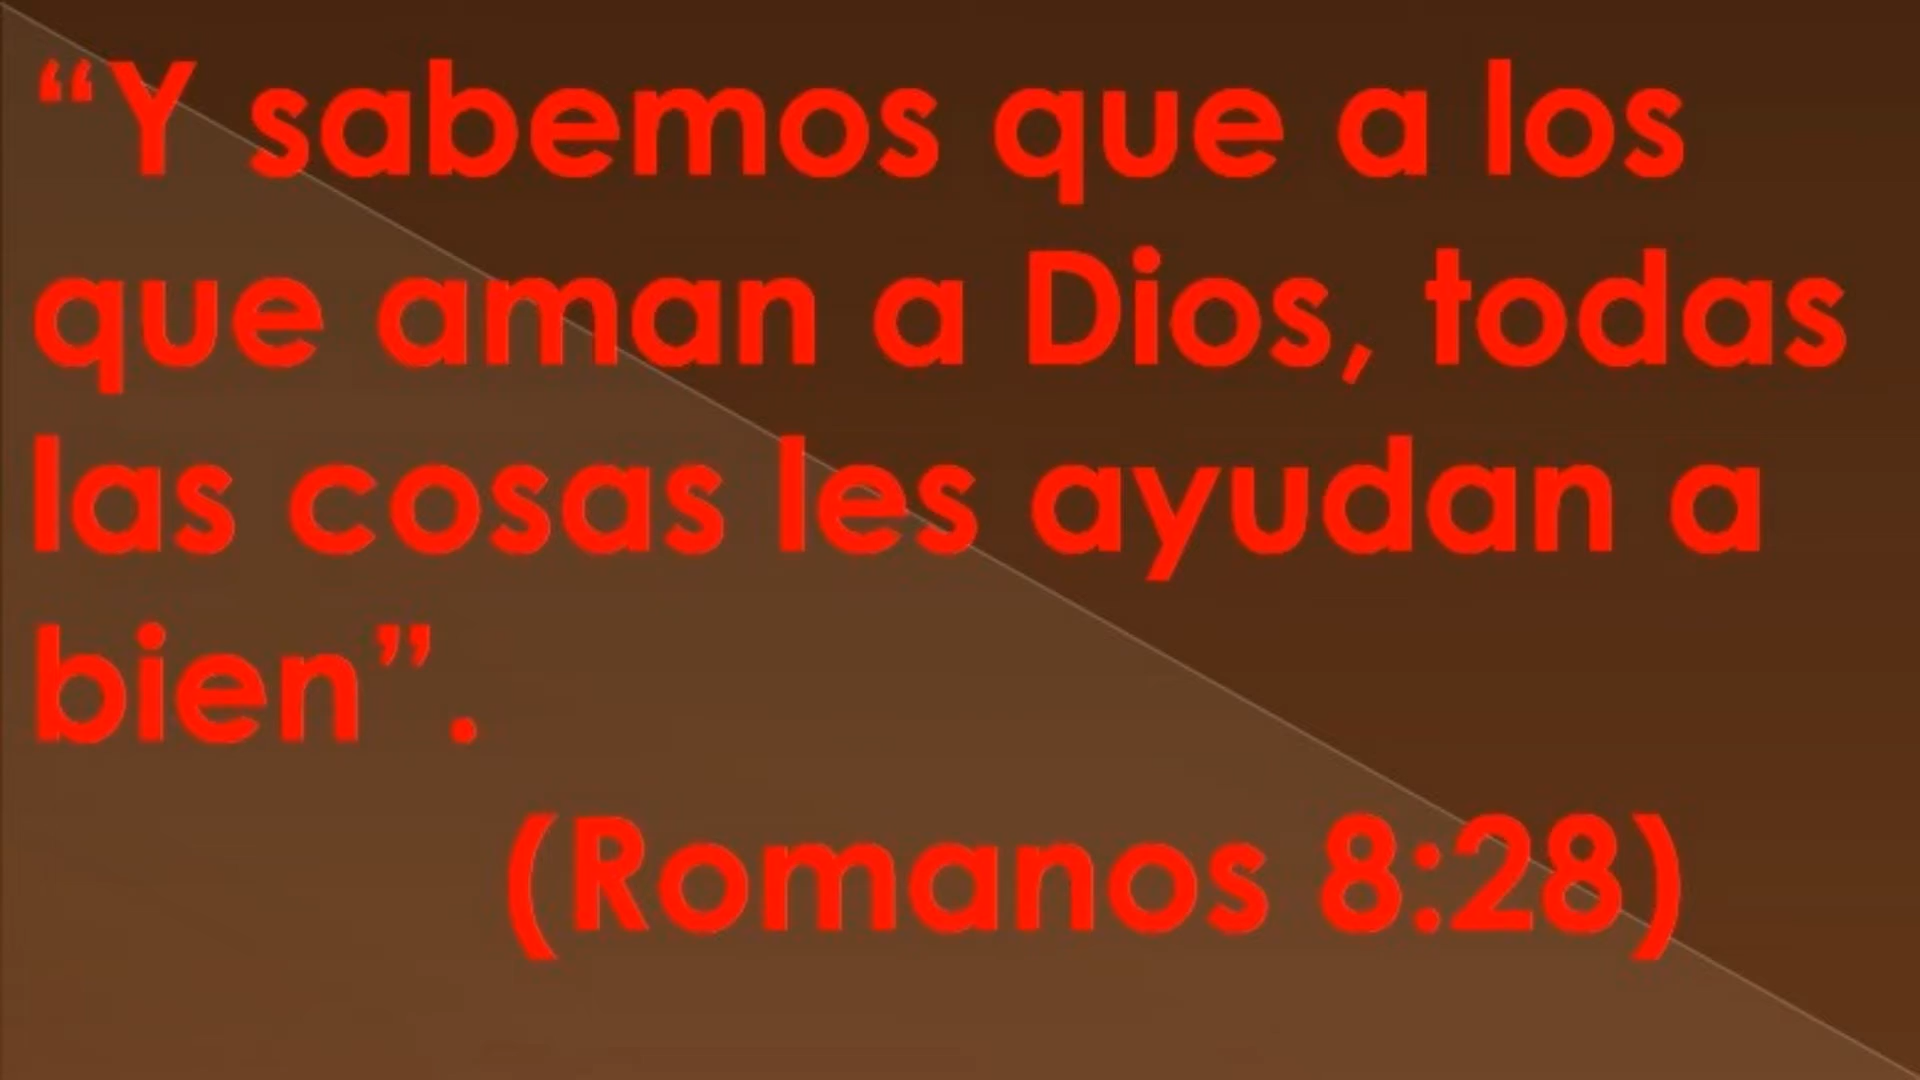 “Y sabemos que a los
que aman a Dios, todas
las cosas les ayudan a
bien”.
(Romanos 8:28)